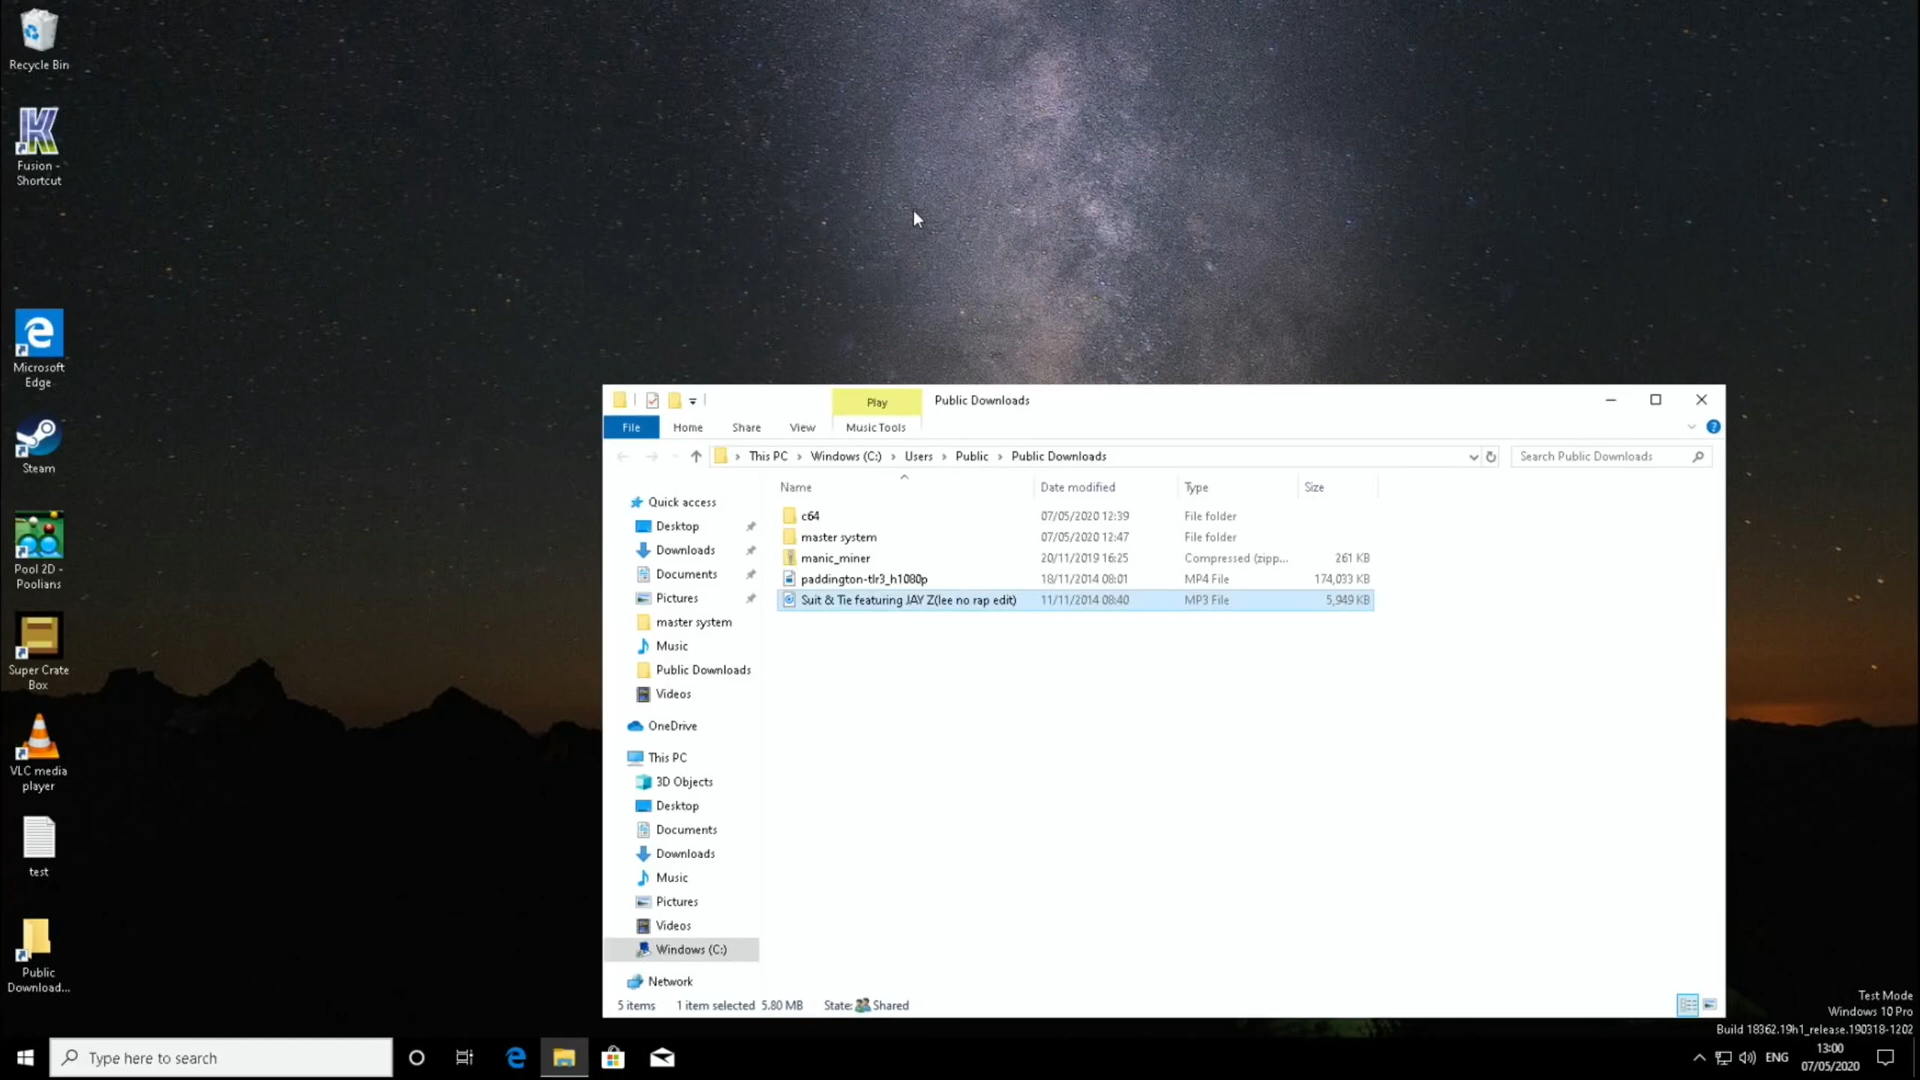 Recycle Bin
Fusion -
Shortcut
Microsoft
Edge
Steam
Pool 2D -
Poolians
Super Crate
Box
VLC media
player
test
Public
Download...
Play
Public Downloads
File
Home
Share
View
Music Tools
This PC > Windows (C:) > Users > Public > Public Downloads
Search Public Downloads
Name
Date modified
Type
Size
c64 07/05/2020 12:39 File folder
master system 07/05/2020 12:47 File folder
manic_miner 20/11/2019 16:25 Compressed (zipp... 261 KB
paddington-tlr3_h1080p 18/11/2014 08:01 MP4 File 174,033 KB
Suit & Tie featuring JAY Z(lee no rap edit) 11/11/2014 08:40 MP3 File 5,949 KB
Quick access
Desktop
Downloads
Documents
Pictures
master system
Music
Public Downloads
Videos
OneDrive
This PC
3D Objects
Desktop
Documents
Downloads
Music
Pictures
Videos
Windows (C:)
Network
5 items 1 item selected 5.80 MB State: Shared
Test Mode
Windows 10 Pro
Build 18362.19h1_release.190318-1202
Type here to search
ENG
13:00
07/05/2020